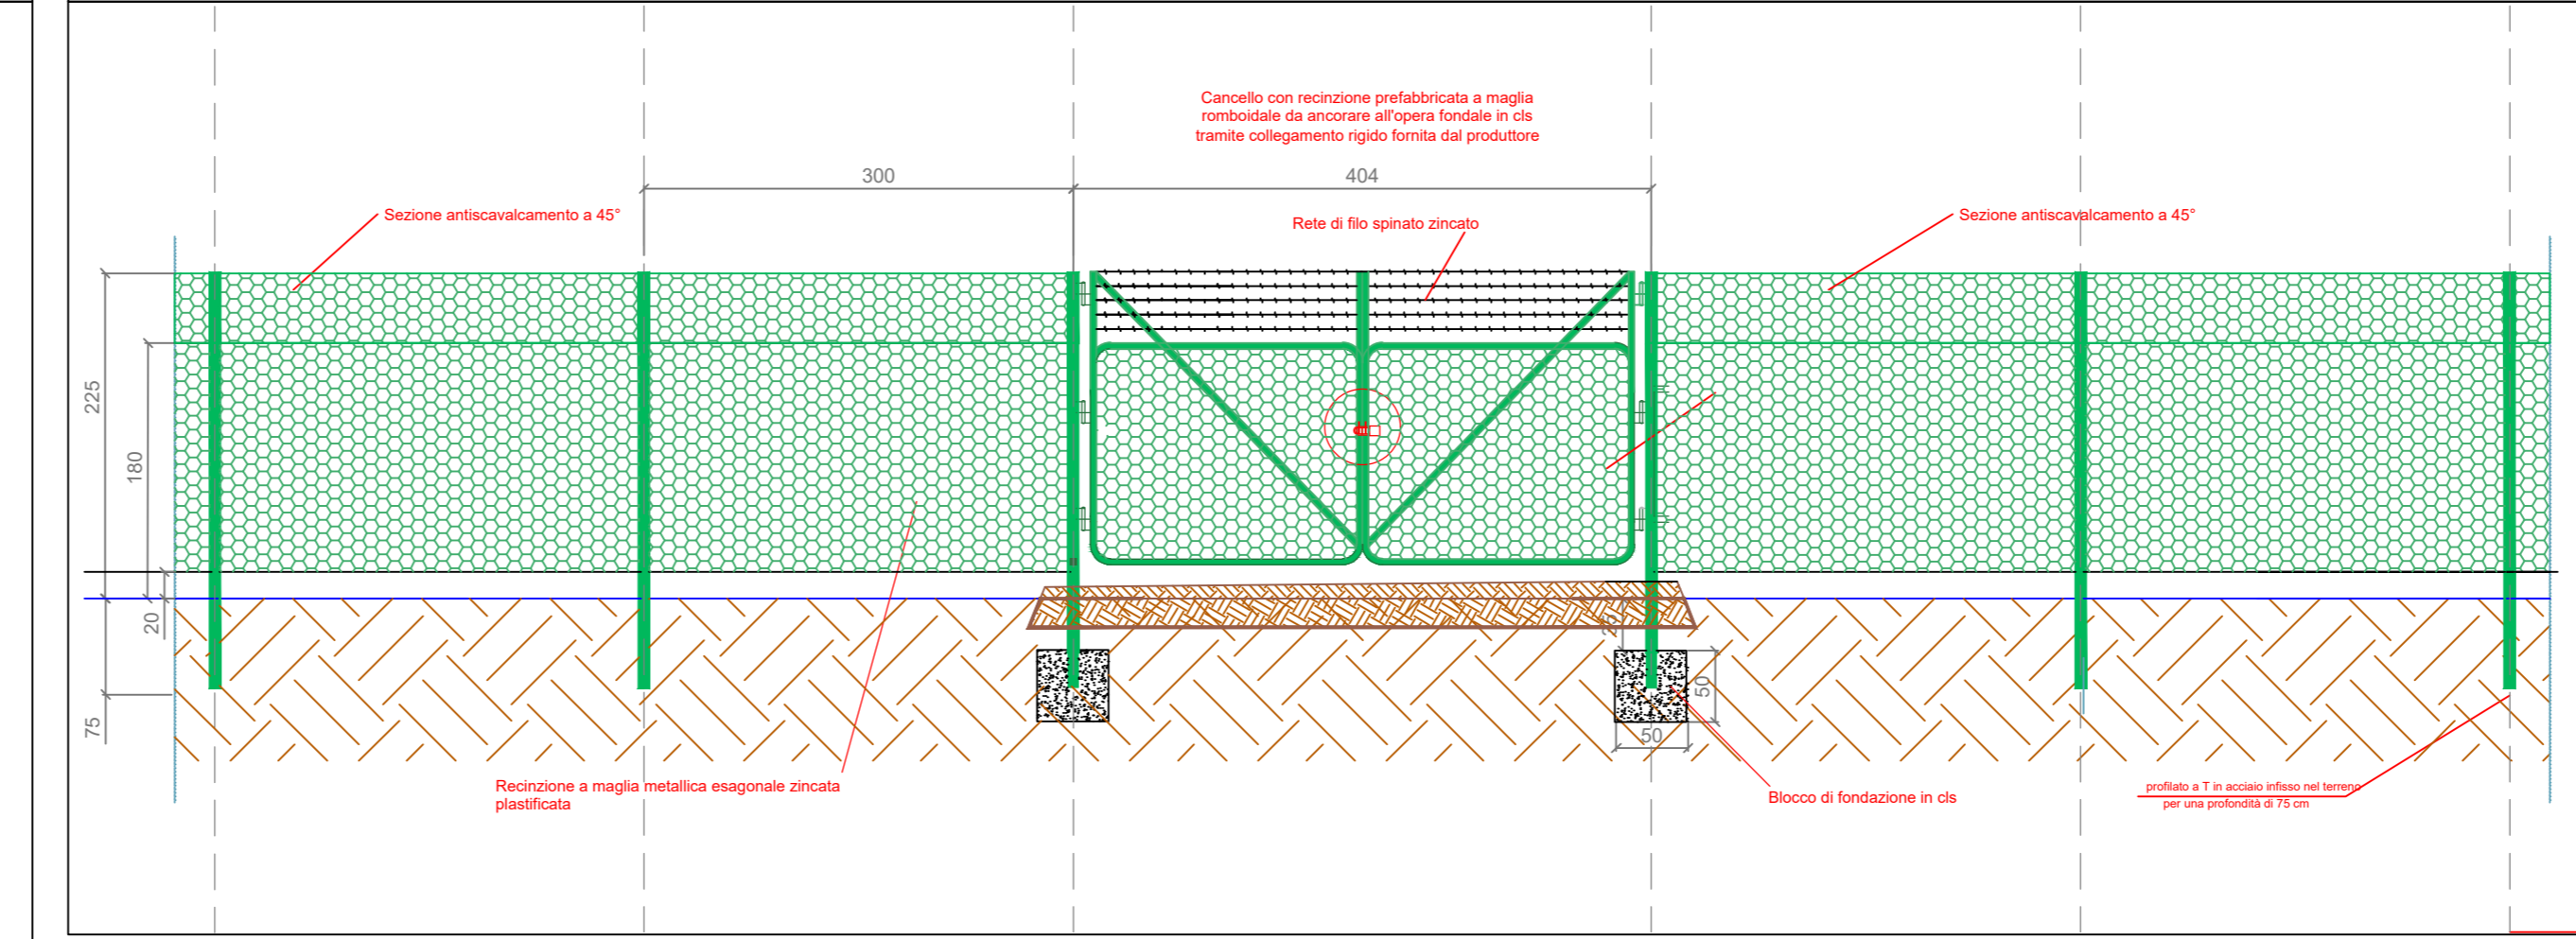 Cancello con recinzione prefabbricata a maglia
romboidale da ancorare all'opera fondale in cls
tramite collegamento rigido fornita dal produttore
300
404
Sezione antiscavalcamento a 45°
Rete di filo spinato zincato
Sezione antiscavalcamento a 45°
225
180
20
75
50
50
Recinzione a maglia metallica esagonale zincata
plastificata
Blocco di fondazione in cls
profilato a T in acciaio infisso nel terreno
per una profondità di 75 cm